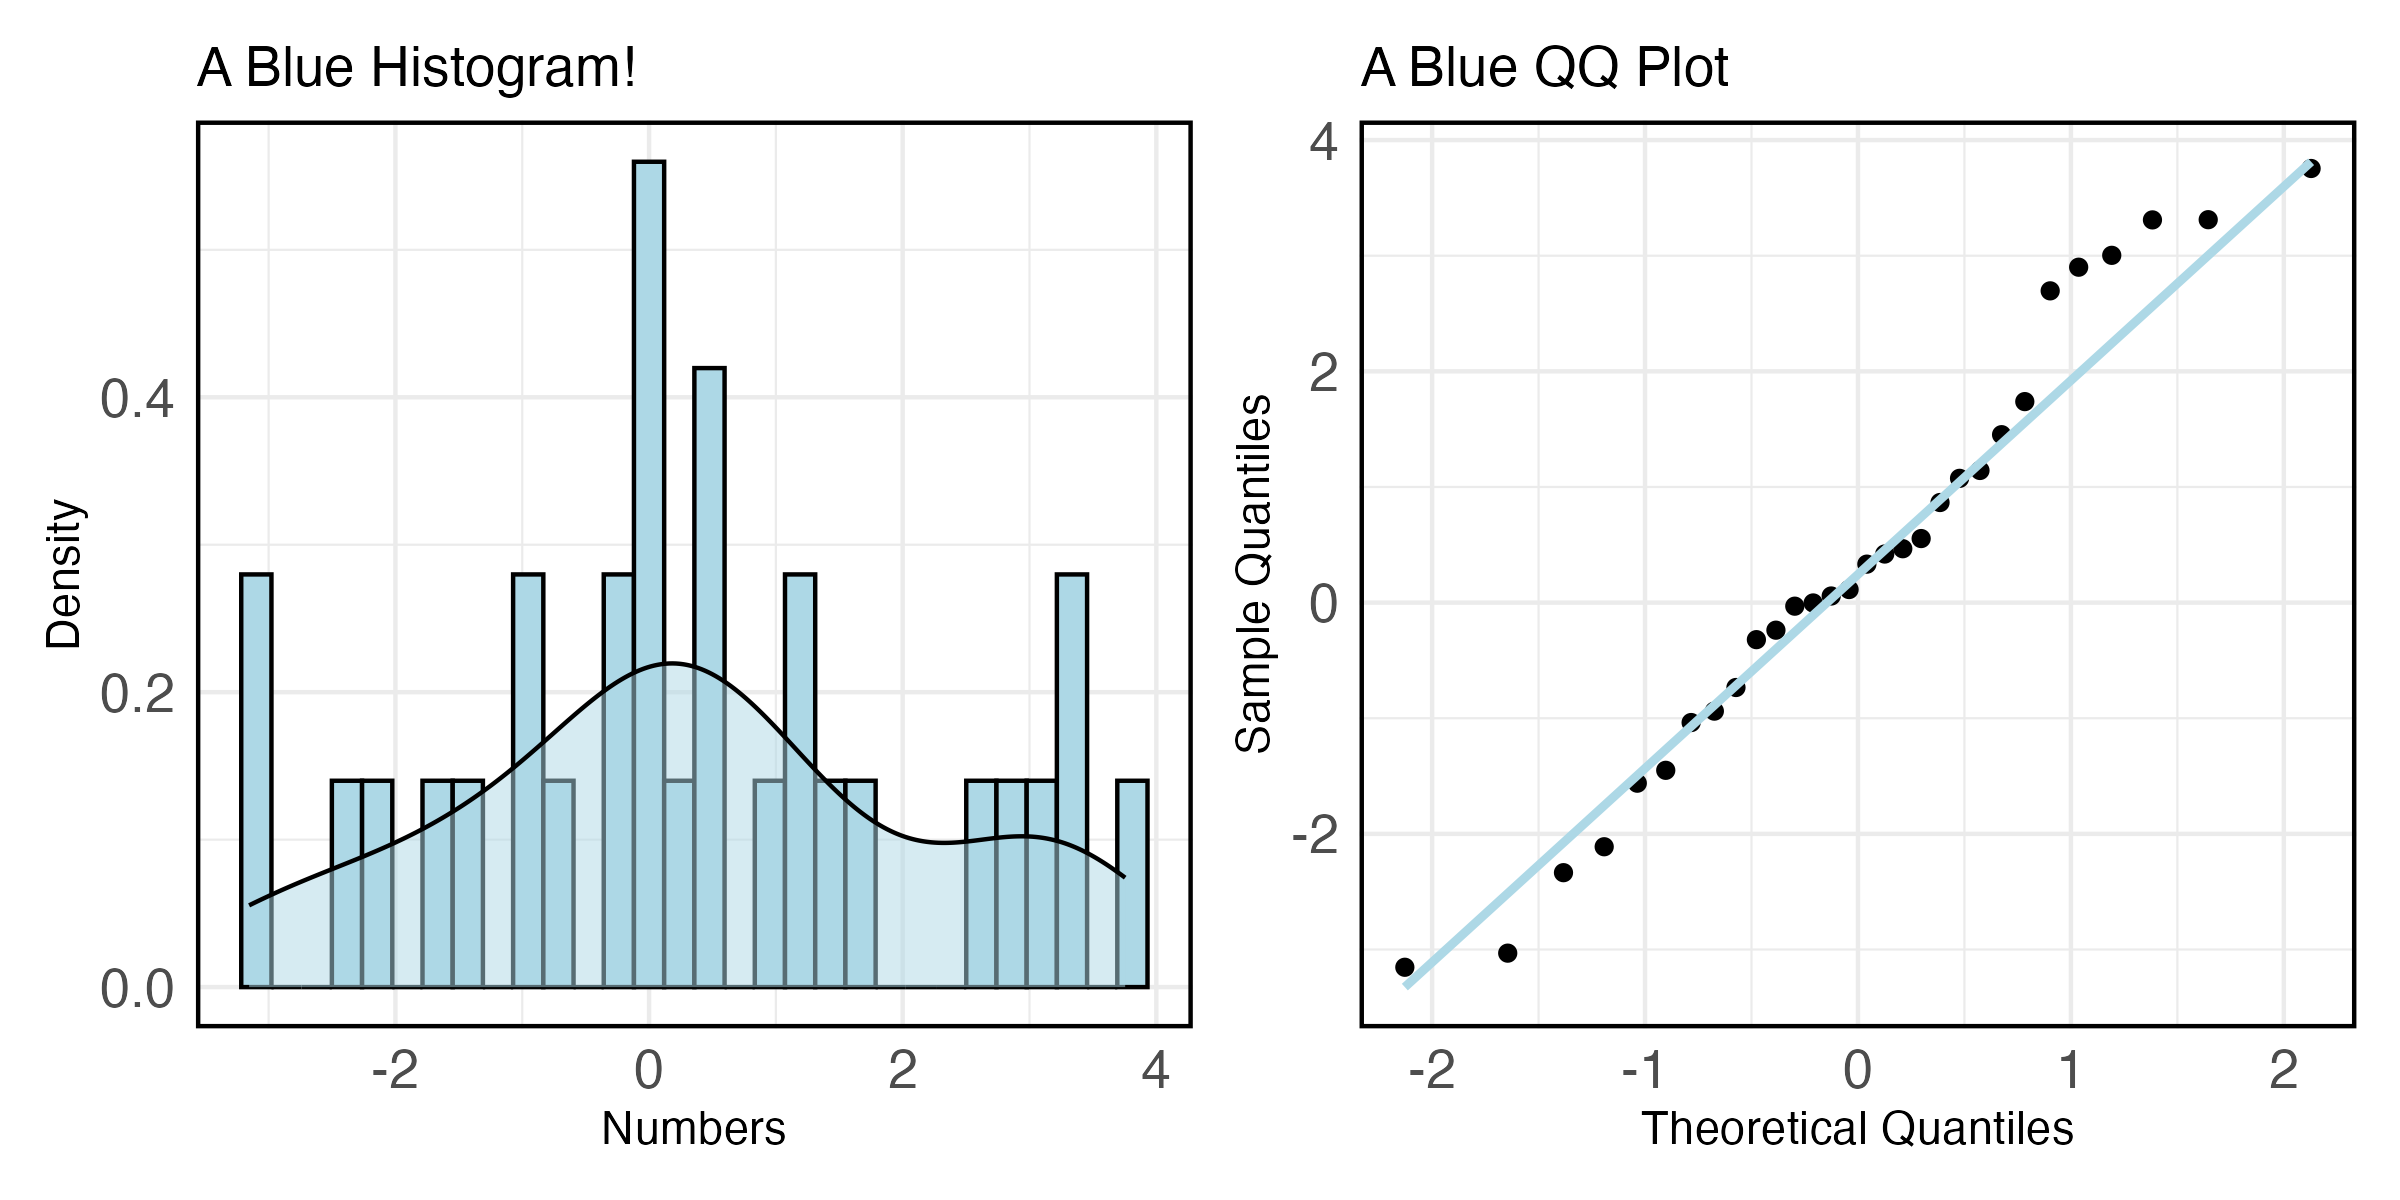 A Blue Histogram!
Density
0.4
0.2
0.0
-2 0 2 4
Numbers
A Blue QQ Plot
Sample Quantiles
4
2
0
-2
-2 -1 0 1 2
Theoretical Quantiles